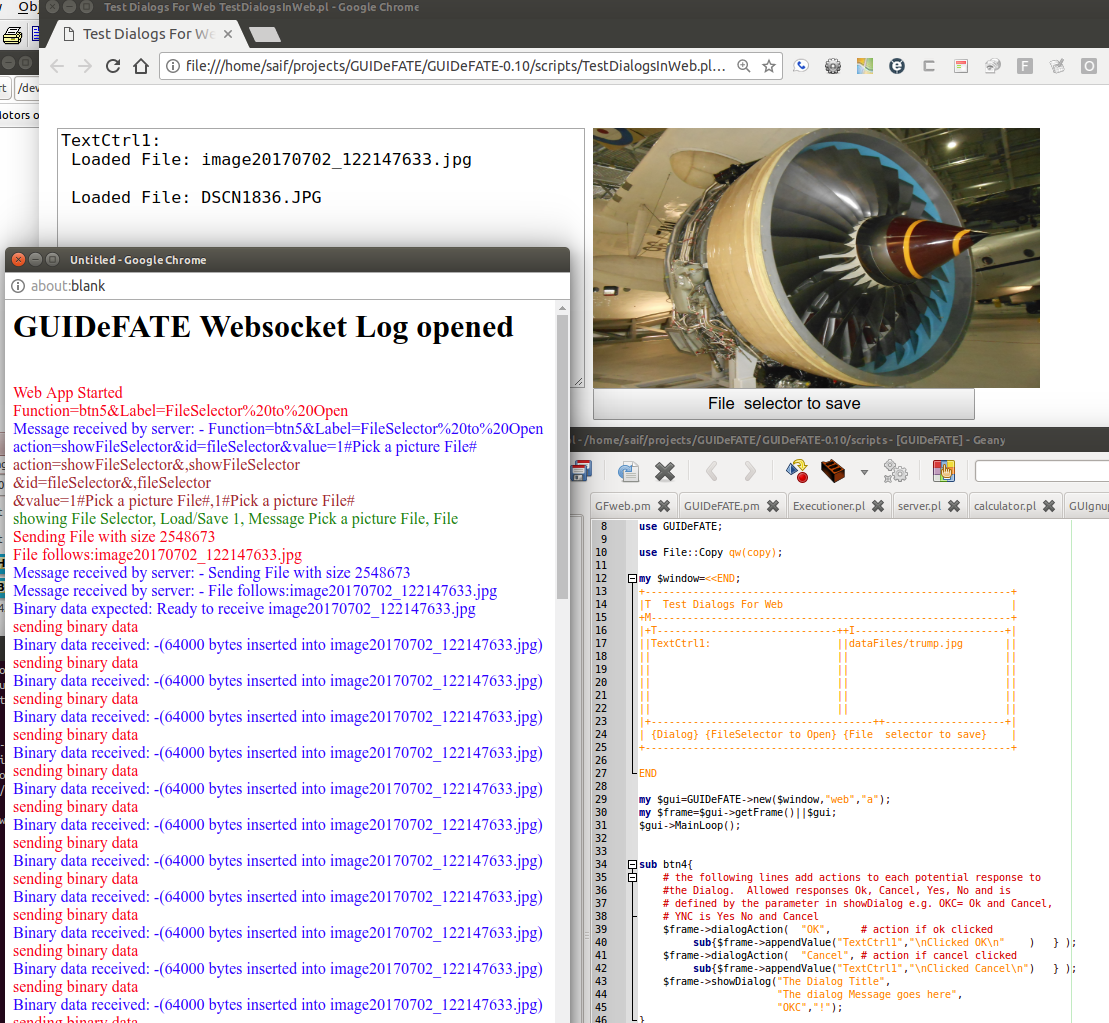 Obj
Test Dialogs For Web TestDialogsInWeb.pl - Google Chrome
Test Dialogs For We
file:///home/saif/projects/GUIDeFATE/GUIDeFATE-0.10/scripts/TestDialogsInWeb.pl...
rt
/dev
lotors o
TextCtrl1:
Loaded File: image20170702_122147633.jpg
Loaded File: DSCN1836.JPG
File  selector to save
Untitled - Google Chrome
about:blank
GUIDeFATE Websocket Log opened
Web App Started
Function=btn5&Label=FileSelector%20to%20Open
Message received by server: - Function=btn5&Label=FileSelector%20to%20Open
action=showFileSelector&id=fileSelector&value=1#Pick a picture File#
action=showFileSelector&,showFileSelector
&id=fileSelector&,fileSelector
&value=1#Pick a picture File#,1#Pick a picture File#
showing File Selector, Load/Save 1, Message Pick a picture File, File
Sending File with size 2548673
File follows:image20170702_122147633.jpg
Message received by server: - Sending File with size 2548673
Message received by server: - File follows:image20170702_122147633.jpg
Binary data expected: Ready to receive image20170702_122147633.jpg
sending binary data
Binary data received: -(64000 bytes inserted into image20170702_122147633.jpg)
sending binary data
Binary data received: -(64000 bytes inserted into image20170702_122147633.jpg)
sending binary data
Binary data received: -(64000 bytes inserted into image20170702_122147633.jpg)
sending binary data
Binary data received: -(64000 bytes inserted into image20170702_122147633.jpg)
sending binary data
Binary data received: -(64000 bytes inserted into image20170702_122147633.jpg)
sending binary data
Binary data received: -(64000 bytes inserted into image20170702_122147633.jpg)
sending binary data
Binary data received: -(64000 bytes inserted into image20170702_122147633.jpg)
sending binary data
Binary data received: -(64000 bytes inserted into image20170702_122147633.jpg)
sending binary data
Binary data received: -(64000 bytes inserted into image20170702_122147633.jpg)
sending binary data
Binary data received: -(64000 bytes inserted into image20170702_122147633.jpg)
sending binary data
Binary data received: -(64000 bytes inserted into image20170702_122147633.jpg)
sending binary data
pl - /home/saif/projects/GUIDeFATE/GUIDeFATE-0.10/scripts - [GUIDeFATE] - Geany
GFweb.pm GUIDeFATE.pm Executioner.pl server.pl calculator.pl GUIgnup
8 use GUIDeFATE;
9
10 use File::Copy qw(copy);
11
12 my $window=<<END;
13 +-------------------------------------------------------------+
14 |T  Test Dialogs For Web                                      |
15 +M------------------------------------------------------------+
16 |+T------------------------------++I-------------------------+|
17 ||TextCtrl1:                     ||dataFiles/trump.jpg       ||
18 ||                               ||                          ||
19 ||                               ||                          ||
20 ||                               ||                          ||
21 ||                               ||                          ||
22 ||                               ||                          ||
23 |+-------------------------------------++--------------------+|
24 | {Dialog} {FileSelector to Open} {File  selector to save}    |
25 +-------------------------------------------------------------+
26
27 END
28
29 my $gui=GUIDeFATE->new($window,"web","a");
30 my $frame=$gui->getFrame()||$gui;
31 $gui->MainLoop();
32
33
34 sub btn4{
35 # the following lines add actions to each potential response to
36 #the Dialog.  Allowed responses Ok, Cancel, Yes, No and is
37 # defined by the parameter in showDialog e.g. OKC= Ok and Cancel,
38 # YNC is Yes No and Cancel
39 $frame->dialogAction(  "OK",     # action if ok clicked
40 sub{$frame->appendValue("TextCtrl1","\nClicked OK\n"    )   } );
41 $frame->dialogAction(  "Cancel", # action if cancel clicked
42 sub{$frame->appendValue("TextCtrl1","\nClicked Cancel\n")   } );
43 $frame->showDialog("The Dialog Title",
44 "The dialog Message goes here",
45 "OKC","!");
46 }